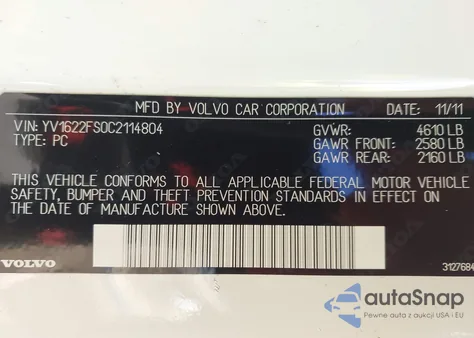 MFD BY VOLVO CAR CORPORATION DATE: 11/11
VIN: YV1622FS0C2114804 GVWR: 4610 LB
TYPE: PC GAWR FRONT: 2580 LB
GAWR REAR: 2160 LB
THIS VEHICLE CONFORMS TO ALL APPLICABLE FEDERAL MOTOR VEHICLE
SAFETY, BUMPER AND THEFT PREVENTION STANDARDS IN EFFECT ON
THE DATE OF MANUFACTURE SHOWN ABOVE.
VOLVO 3127684
autoSnap
Pewne auta z aukcji USA i EU